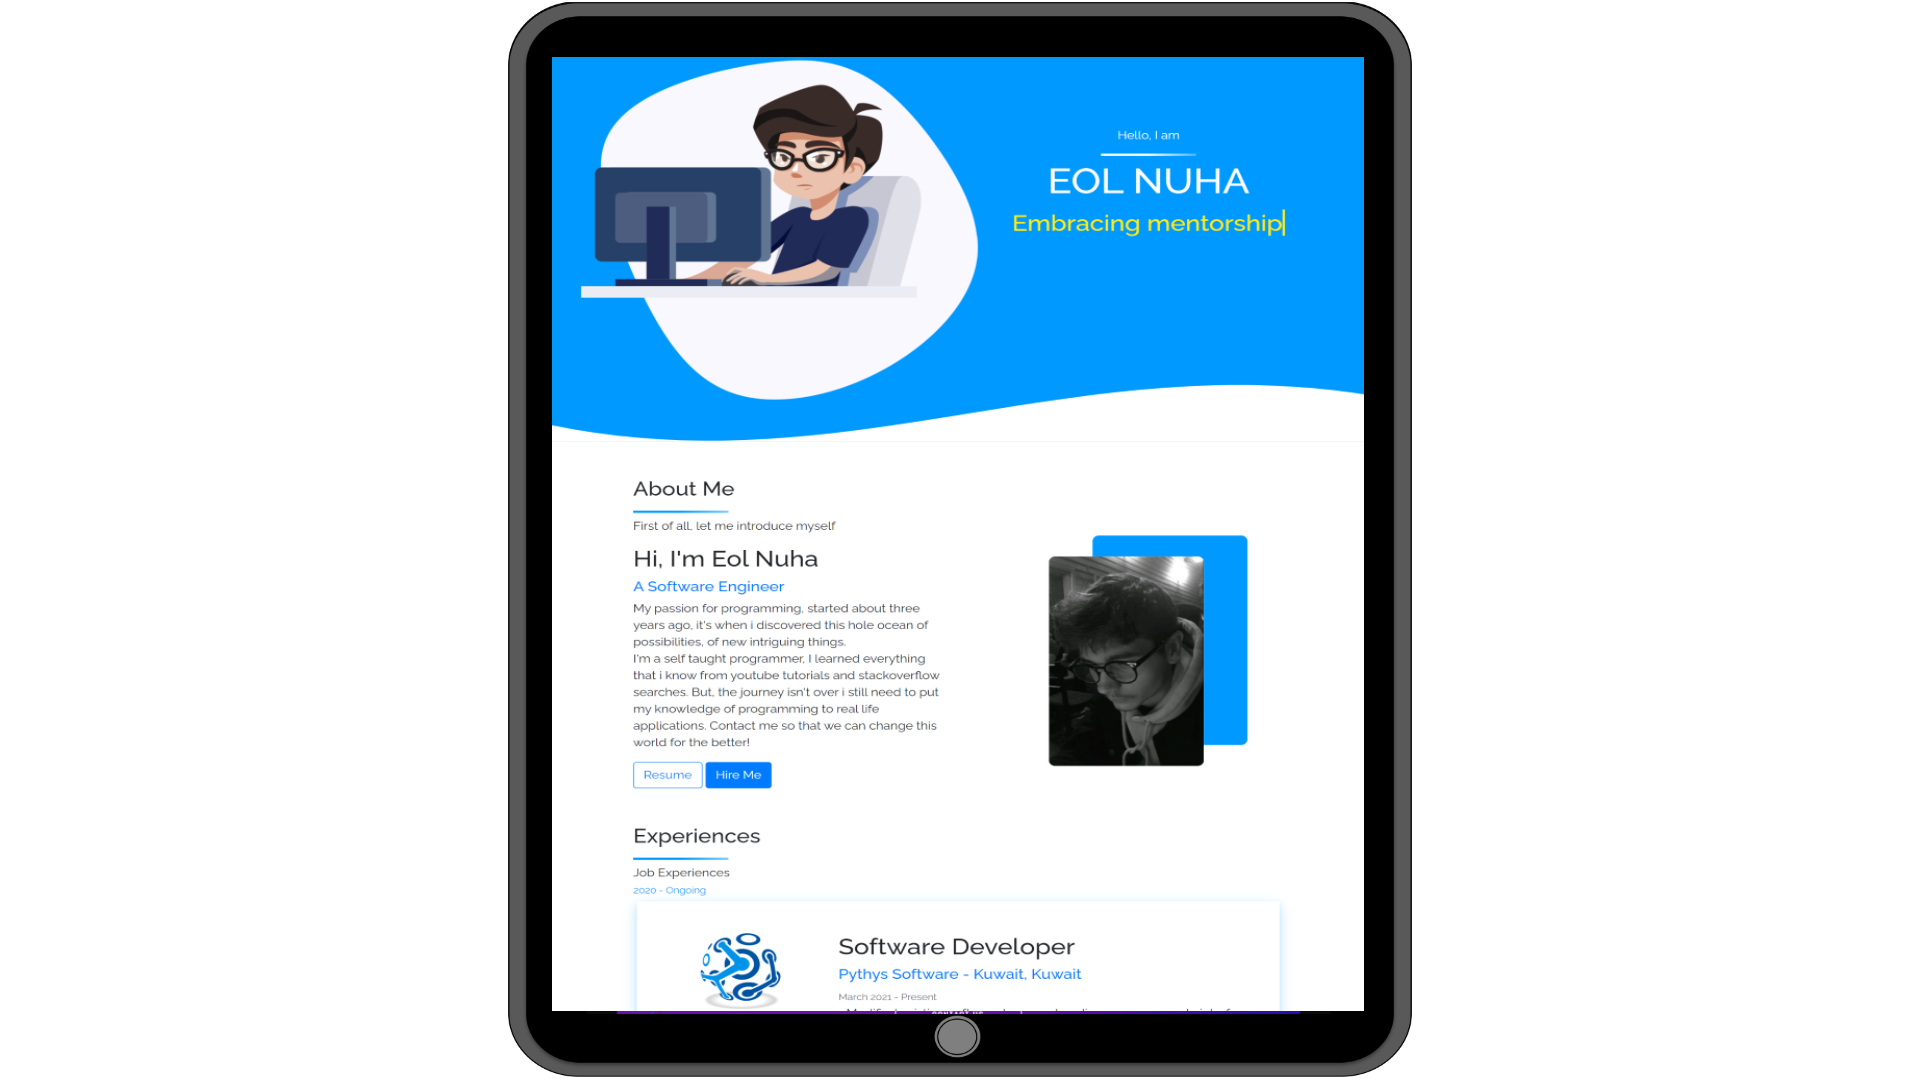 Hello, I am
EOL NUHA
Embracing mentorship
About Me
First of all, let me introduce myself
Hi, I'm Eol Nuha
A Software Engineer
My passion for programming, started about three
years ago, it's when i discovered this hole ocean of
possibilities, of new intriguing things.
I'm a self taught programmer, I learned everything
that i know from youtube tutorials and stackoverflow
searches. But, the journey isn't over i still need to put
my knowledge of programming to real life
applications. Contact me so that we can change this
world for the better!
Resume
Hire Me
Experiences
Job Experiences
2020 - Ongoing
Software Developer
Pythys Software - Kuwait, Kuwait
March 2021 - Present